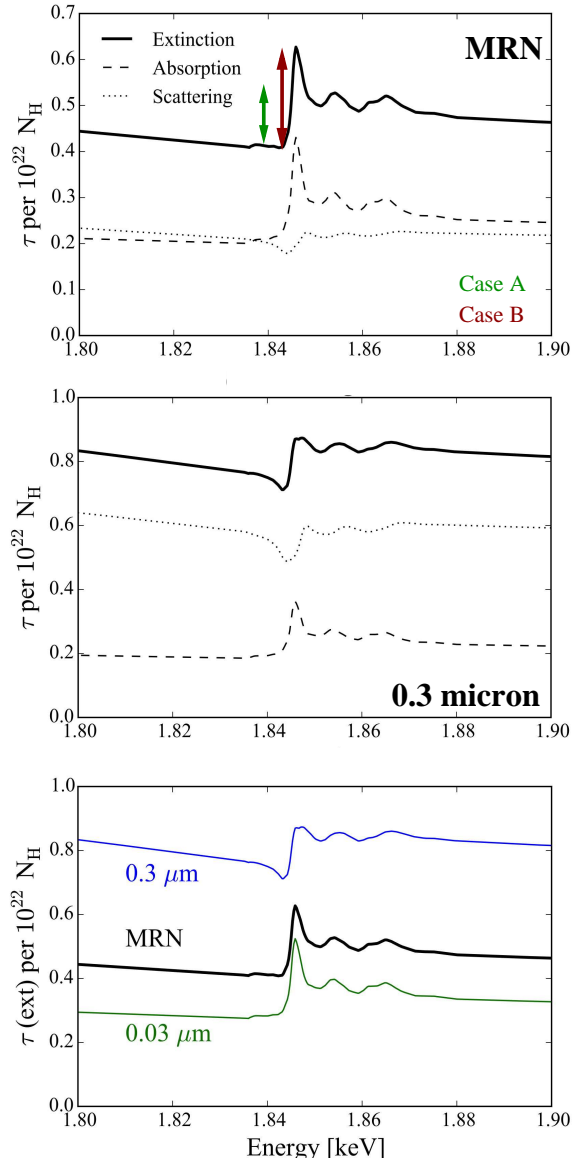 0.7
0.6
0.5
0.4
0.3
0.2
0.1
0.0
τ per 10²² N_H
Extinction
Absorption
Scattering
MRN
Case A
Case B
1.80 1.82 1.84 1.86 1.88 1.90
1.0
0.8
0.6
0.4
0.2
0.0
τ per 10²² N_H
0.3 micron
1.80 1.82 1.84 1.86 1.88 1.90
1.0
0.8
0.6
0.4
0.2
0.0
τ (ext) per 10²² N_H
0.3 μm
MRN
0.03 μm
1.80 1.82 1.84 1.86 1.88 1.90
Energy [keV]